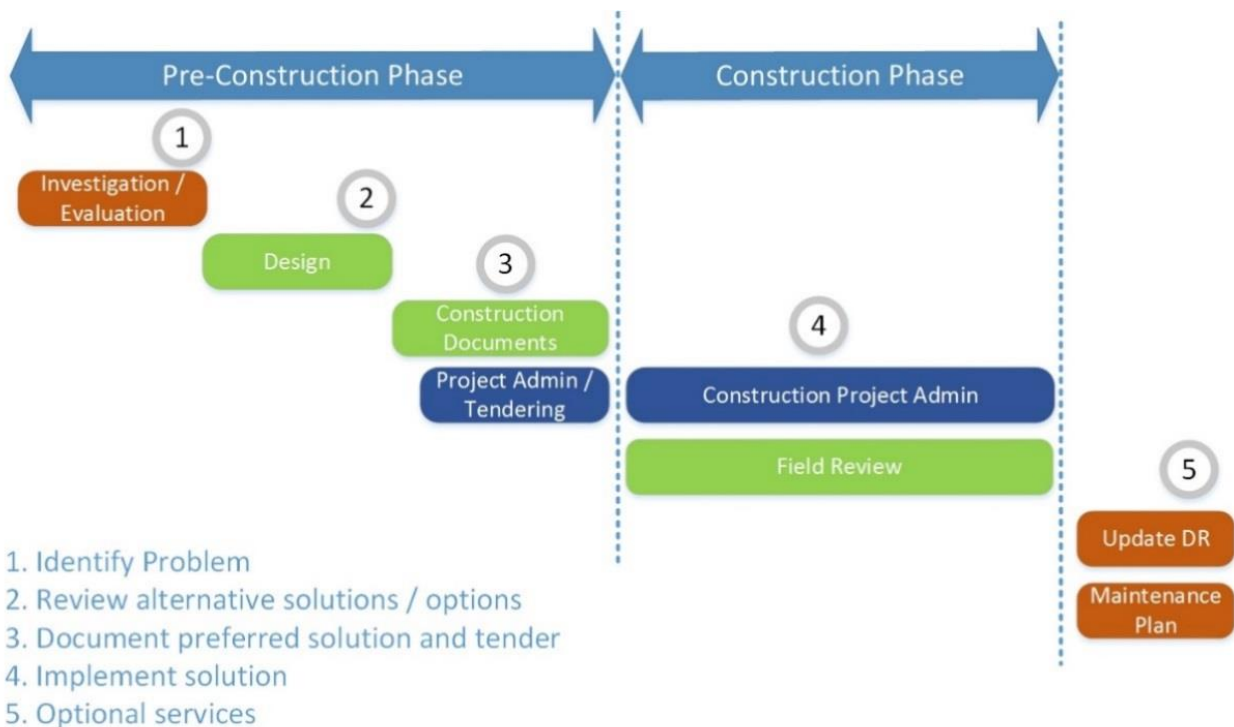 Pre-Construction Phase
Construction Phase
1
Investigation /
Evaluation
2
Design
3
Construction
Documents
4
Project Admin /
Tendering
Construction Project Admin
Field Review
5
Update DR
Maintenance
Plan
1. Identify Problem
2. Review alternative solutions / options
3. Document preferred solution and tender
4. Implement solution
5. Optional services